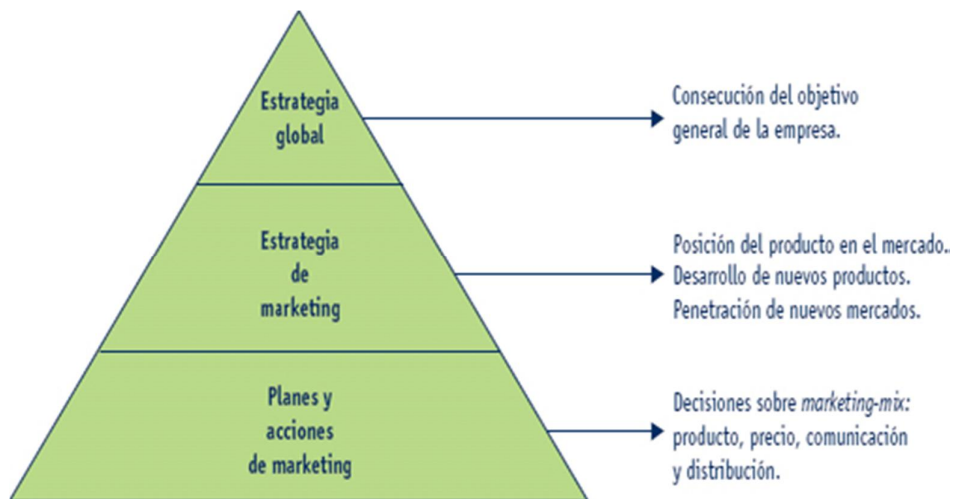 Estrategia
global
Consecución del objetivo
general de la empresa.
Estrategia
de
marketing
Posición del producto en el mercado..
Desarrollo de nuevos productos.
Penetración de nuevos mercados.
Planes y
acciones
de marketing
Decisiones sobre marketing-mix:
producto, precio, comunicación
y distribución.